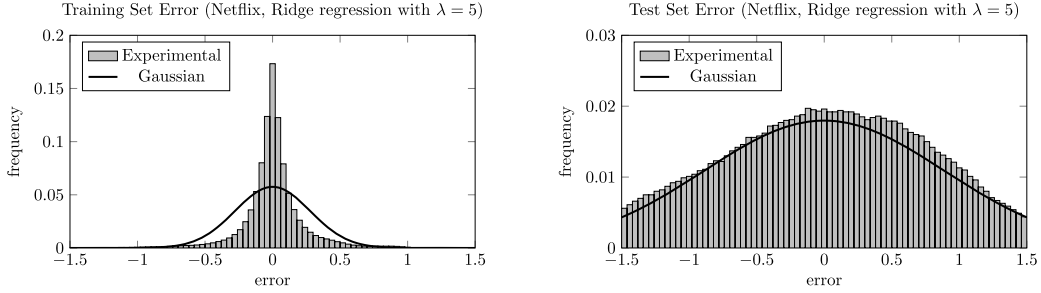 Training Set Error (Netflix, Ridge regression with λ = 5)
0.2
0.15
0.1
0.05
0
frequency
Experimental
Gaussian
−1.5 −1 −0.5 0 0.5 1 1.5
error
Test Set Error (Netflix, Ridge regression with λ = 5)
0.03
0.02
0.01
0
frequency
Experimental
Gaussian
−1.5 −1 −0.5 0 0.5 1 1.5
error